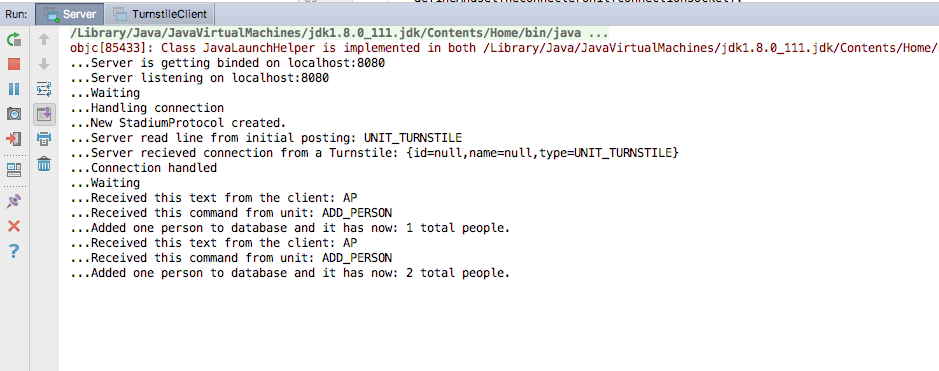 Run: Server TurnstileClient
/Library/Java/JavaVirtualMachines/jdk1.8.0_111.jdk/Contents/Home/bin/java ...
objc[85433]: Class JavaLaunchHelper is implemented in both /Library/Java/JavaVirtualMachines/jdk1.8.0_111.jdk/Contents/Home/
...Server is getting binded on localhost:8080
...Server listening on localhost:8080
...Waiting
...Handling connection
...New StadiumProtocol created.
...Server read line from initial posting: UNIT_TURNSTILE
...Server recieved connection from a Turnstile: {id=null,name=null,type=UNIT_TURNSTILE}
...Connection handled
...Waiting
...Received this text from the client: AP
...Received this command from unit: ADD_PERSON
...Added one person to database and it has now: 1 total people.
...Received this text from the client: AP
...Received this command from unit: ADD_PERSON
...Added one person to database and it has now: 2 total people.